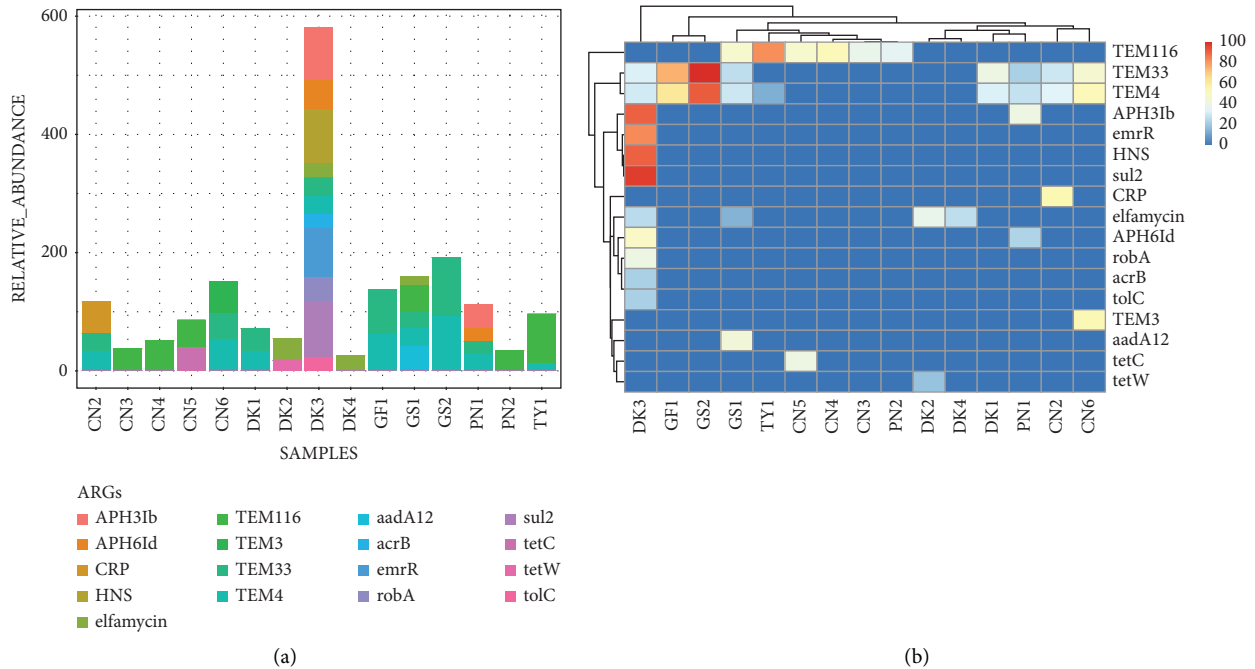 600
400
200
0
RELATIVE_ABUNDANCE
CN2 CN3 CN4 CN5 CN6 DK1 DK2 DK3 DK4 GF1 GS1 GS2 PN1 PN2 TY1
SAMPLES
ARGs
APH3Ib TEM116 aadA12 sul2
APH6Id TEM3 acrB tetC
CRP TEM33 emrR tetW
HNS TEM4 robA tolC
elfamycin
(a)
TEM116
TEM33
TEM4
APH3Ib
emrR
HNS
sul2
CRP
elfamycin
APH6Id
robA
acrB
tolC
TEM3
aadA12
tetC
tetW
DK3 GF1 GS2 GS1 TY1 CN5 CN4 CN3 PN2 DK2 DK4 DK1 PN1 CN2 CN6
100
80
60
40
20
0
(b)